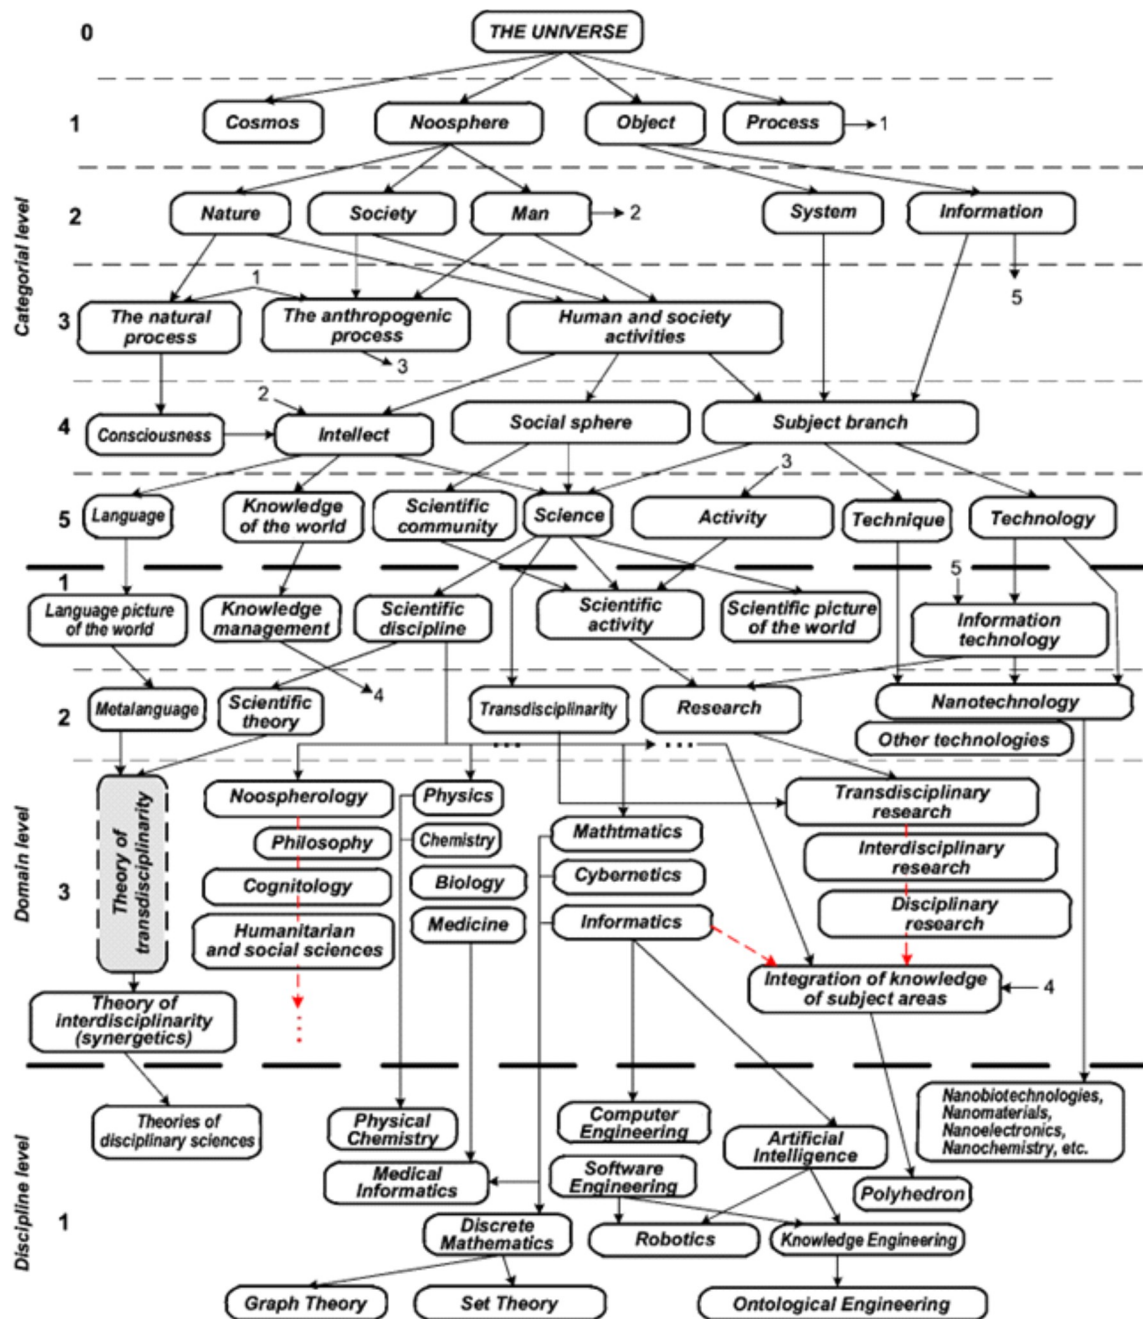 0
THE UNIVERSE
1
Cosmos
Noosphere
Object
Process
1
Categorial level
2
Nature
Society
Man
2
System
Information
1
5
3
The natural
process
The anthropogenic
process
Human and society
activities
3
2
4
Consciousness
Intellect
Social sphere
Subject branch
3
5
Language
Knowledge
of the world
Scientific
community
Science
Activity
Technique
Technology
5
1
Language picture
of the world
Knowledge
management
Scientific
discipline
Scientific
activity
Scientific picture
of the world
Information
technology
4
2
Metalanguage
Scientific
theory
Transdisciplinarity
Research
Nanotechnology
Other technologies
...
...
Domain level
3
Theory of
transdisciplinarity
Noospherology
Physics
Transdisciplinary
research
Philosophy
Chemistry
Mathtmatics
Interdisciplinary
research
Cognitology
Biology
Cybernetics
Humanitarian
and social sciences
Medicine
Informatics
Disciplinary
research
Integration of knowledge
of subject areas
4
Theory of
interdisciplinarity
(synergetics)
Discipline level
1
Theories of
disciplinary sciences
Physical
Chemistry
Computer
Engineering
Artificial
Intelligence
Nanobiotechnologies,
Nanomaterials,
Nanoelectronics,
Nanochemistry, etc.
Medical
Informatics
Software
Engineering
Polyhedron
Discrete
Mathematics
Robotics
Knowledge Engineering
Graph Theory
Set Theory
Ontological Engineering